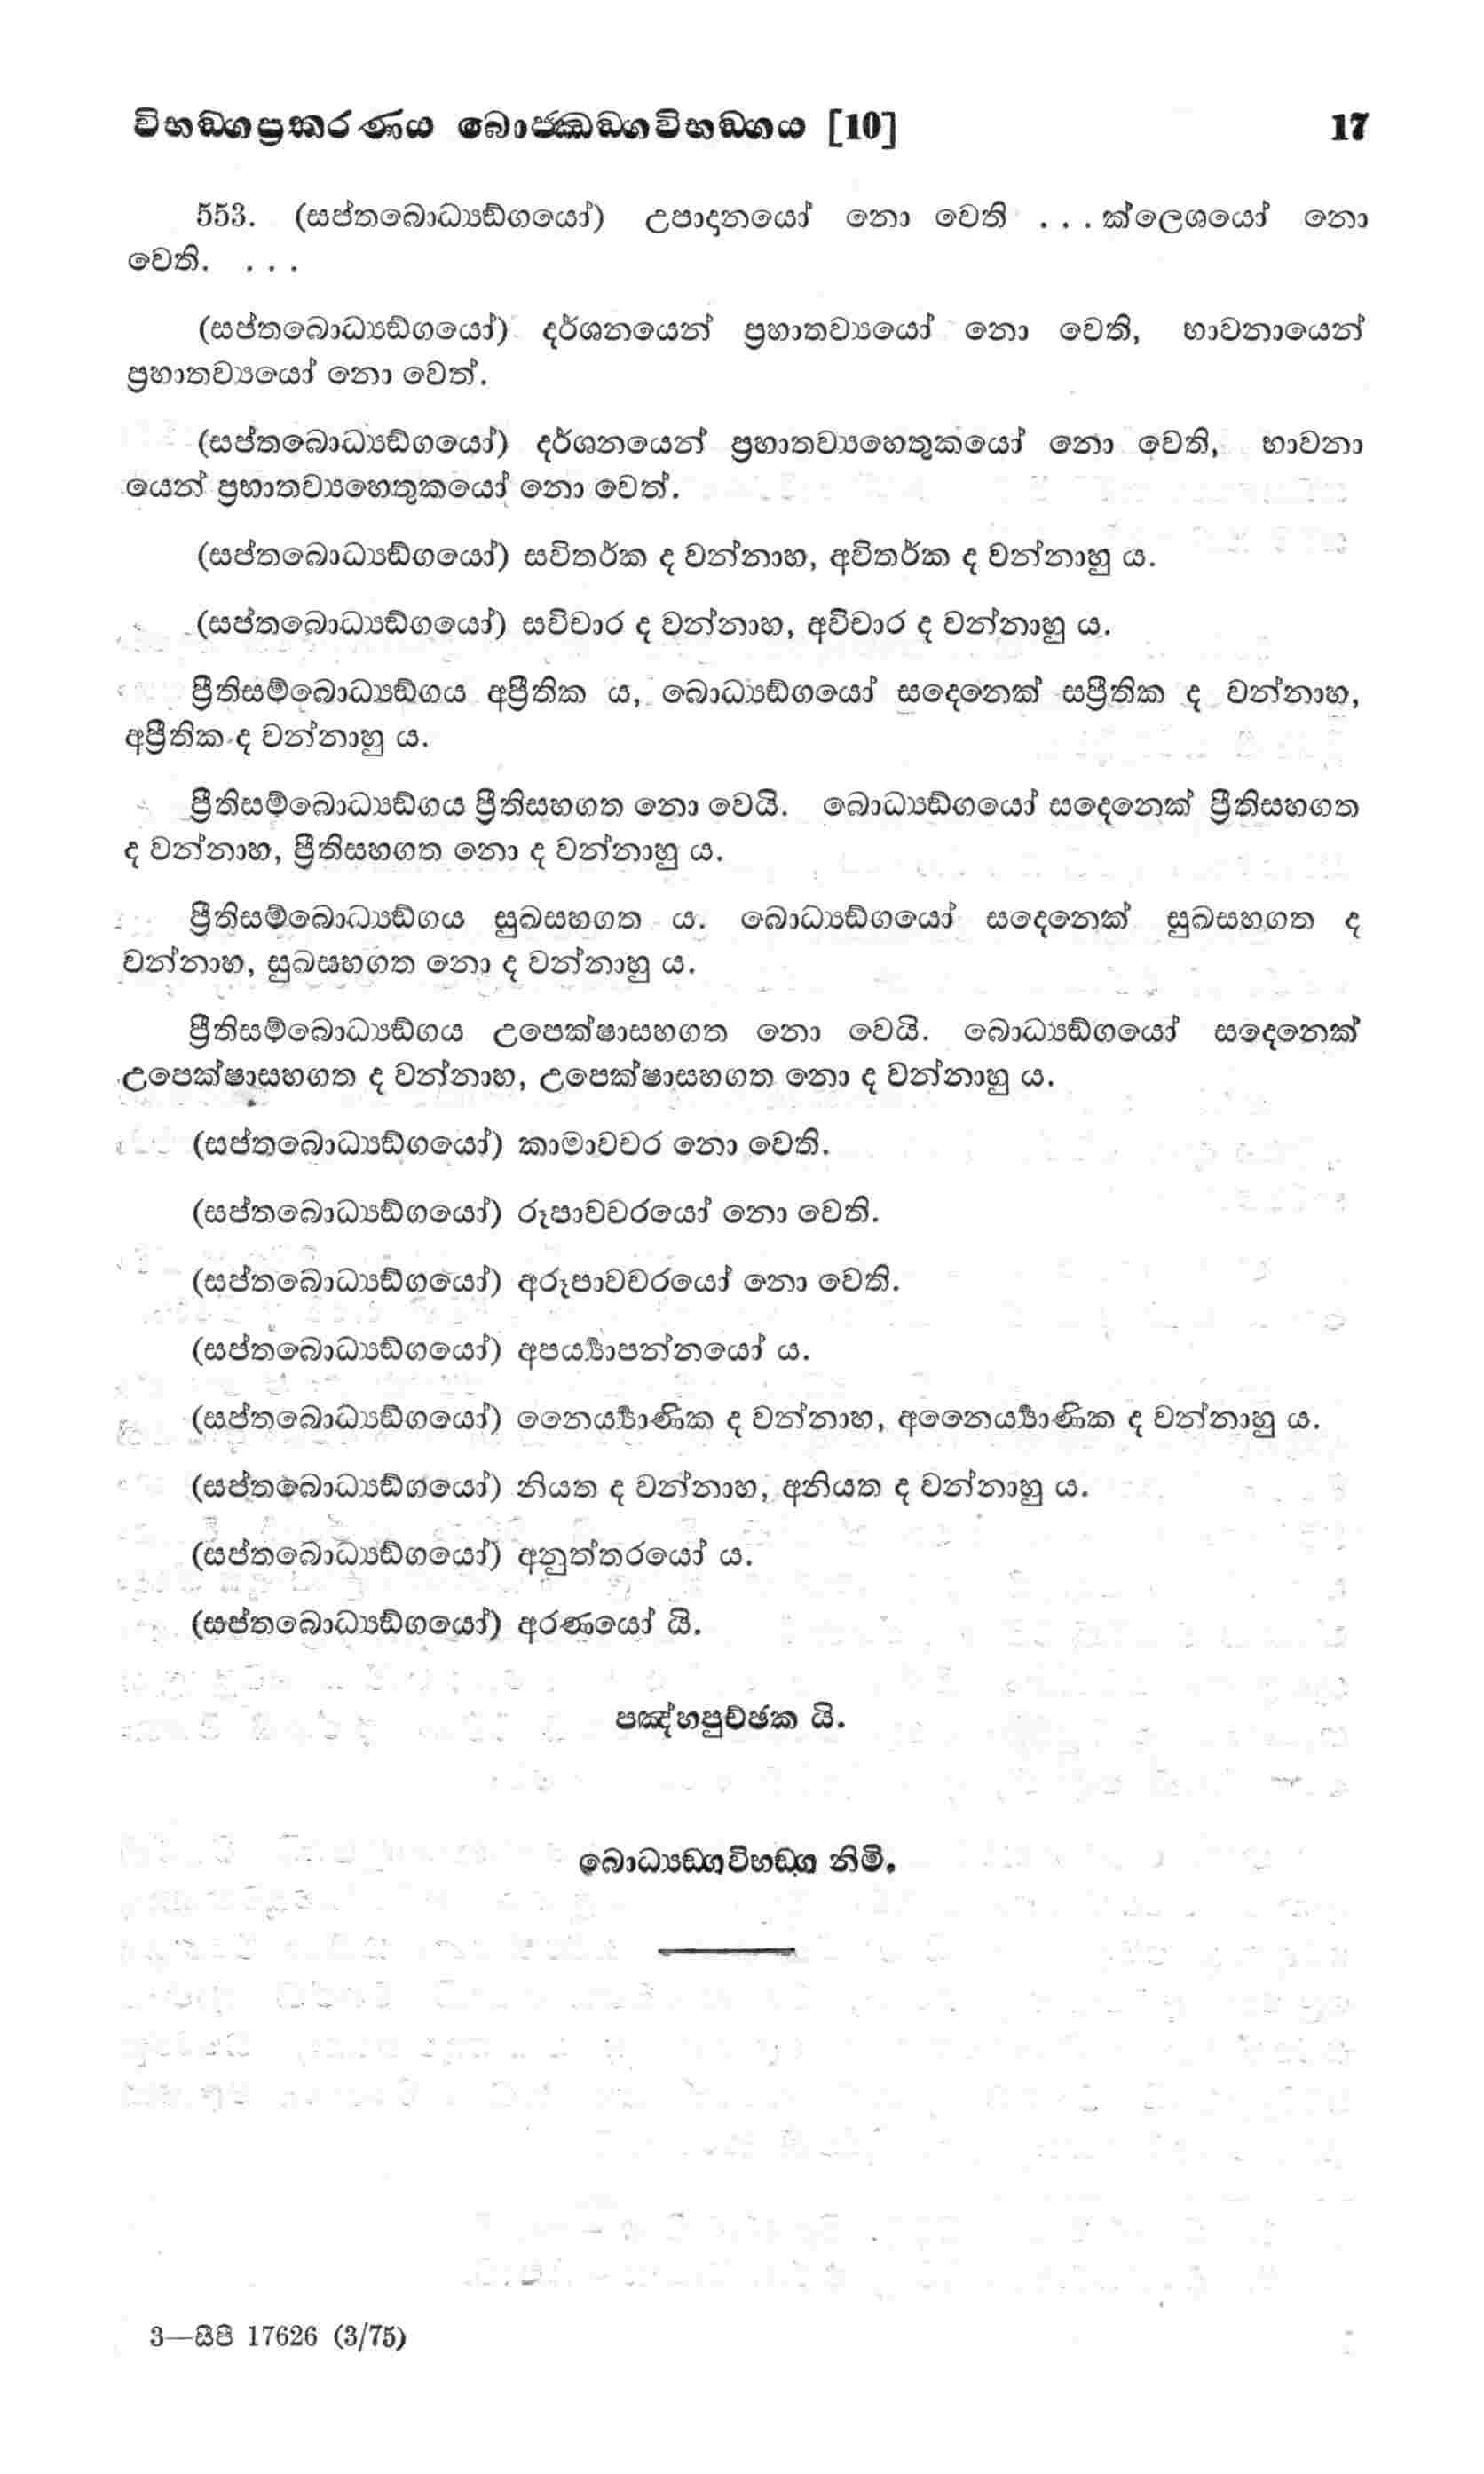 විභඞ්ගප්‍රකරණය බොජ්ඣඞ්ගවිභඞ්ගය [10] 17
553. (සප්තබොධ්‍යඞ්ගයෝ) උපාදානයෝ නො වෙති ... ක්ලෙශයෝ නො
වෙති. ...
(සප්තබොධ්‍යඞ්ගයෝ) දර්ශනයෙන් ප්‍රහාතව්‍යයෝ නො වෙති, භාවනායෙන්
ප්‍රහාතව්‍යයෝ නො වෙත්.
(සප්තබොධ්‍යඞ්ගයෝ) දර්ශනයෙන් ප්‍රහාතව්‍යහෙතුකයෝ නො වෙති, භාවනා
යෙන් ප්‍රභාතව්‍යහෙතුකයෝ නො වෙත්.
(සප්තබොධ්‍යඞ්ගයෝ) සවිතර්ක ද වන්නාහ, අවිතර්ක ද වන්නාහු ය.
(සප්තබොධ්‍යඞ්ගයෝ) සවිචාර ද වන්නාහ, අවිචාර ද වන්නාහු ය.
ප්‍රීතිසම්බොධ්‍යඞ්ගය අප්‍රීතික ය, බොධ්‍යඞ්ගයෝ සදෙනෙක් සප්‍රීතික ද වන්නාහ,
අප්‍රීතික ද වන්නාහු ය.
ප්‍රීතිසම්බොධ්‍යඞ්ගය ප්‍රීතිසහගත නො වෙයි. බොධ්‍යඞ්ගයෝ සදෙනෙක් ප්‍රීතිසහගත
ද වන්නාහ, ප්‍රීතිසහගත නො ද වන්නාහු ය.
ප්‍රීතිසම්බොධ්‍යඞ්ගය සුඛසහගත ය. බොධ්‍යඞ්ගයෝ සදෙනෙක් සුඛසහගත ද
වන්නාහ, සුඛසහගත නො ද වන්නාහු ය.
ප්‍රීතිසම්බොධ්‍යඞ්ගය උපෙක්ෂාසහගත නො වෙයි. බොධ්‍යඞ්ගයෝ සදෙනෙක්
උපෙක්ෂාසහගත ද වන්නාහ, උපෙක්ෂාසහගත නො ද වන්නාහු ය.
(සප්තබොධ්‍යඞ්ගයෝ) කාමාවචර නො වෙති.
(සප්තබොධ්‍යඞ්ගයෝ) රූපාවචරයෝ නො වෙති.
(සප්තබොධ්‍යඞ්ගයෝ) අරූපාවචරයෝ නො වෙති.
(සප්තබොධ්‍යඞ්ගයෝ) අපර්‍ය්‍යාපන්නයෝ ය.
(සප්තබොධ්‍යඞ්ගයෝ) නෛර්‍ය්‍යාණික ද වන්නාහ, අනෛර්‍ය්‍යාණික ද වන්නාහු ය.
(සප්තබොධ්‍යඞ්ගයෝ) නියත ද වන්නාහ, අනියත ද වන්නාහු ය.
(සප්තබොධ්‍යඞ්ගයෝ) අනුත්තරයෝ ය.
(සප්තබොධ්‍යඞ්ගයෝ) අරණයෝ යි.
පඤ්හපුච්ඡක යි.
බොධ්‍යඞ්ගවිභඞ්ග නිමි.
3—සීපී 17626 (3/75)